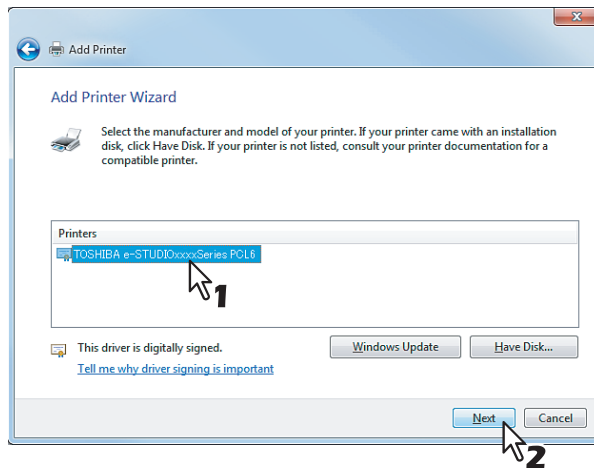 Add Printer
Add Printer Wizard
Select the manufacturer and model of your printer. If your printer came with an installation
disk, click Have Disk. If your printer is not listed, consult your printer documentation for a
compatible printer.
Printers
TOSHIBA e-STUDIOxxxxSeries PCL6
1
This driver is digitally signed.
Windows Update
Have Disk...
Tell me why driver signing is important
Next
Cancel
2